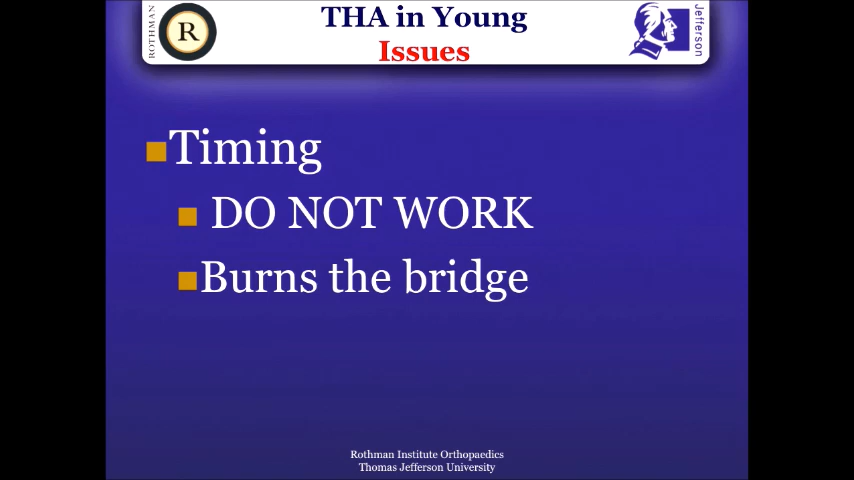 ROTHMAN
R
THA in Young
Issues
Jefferson
Timing
DO NOT WORK
Burns the bridge
Rothman Institute Orthopaedics
Thomas Jefferson University